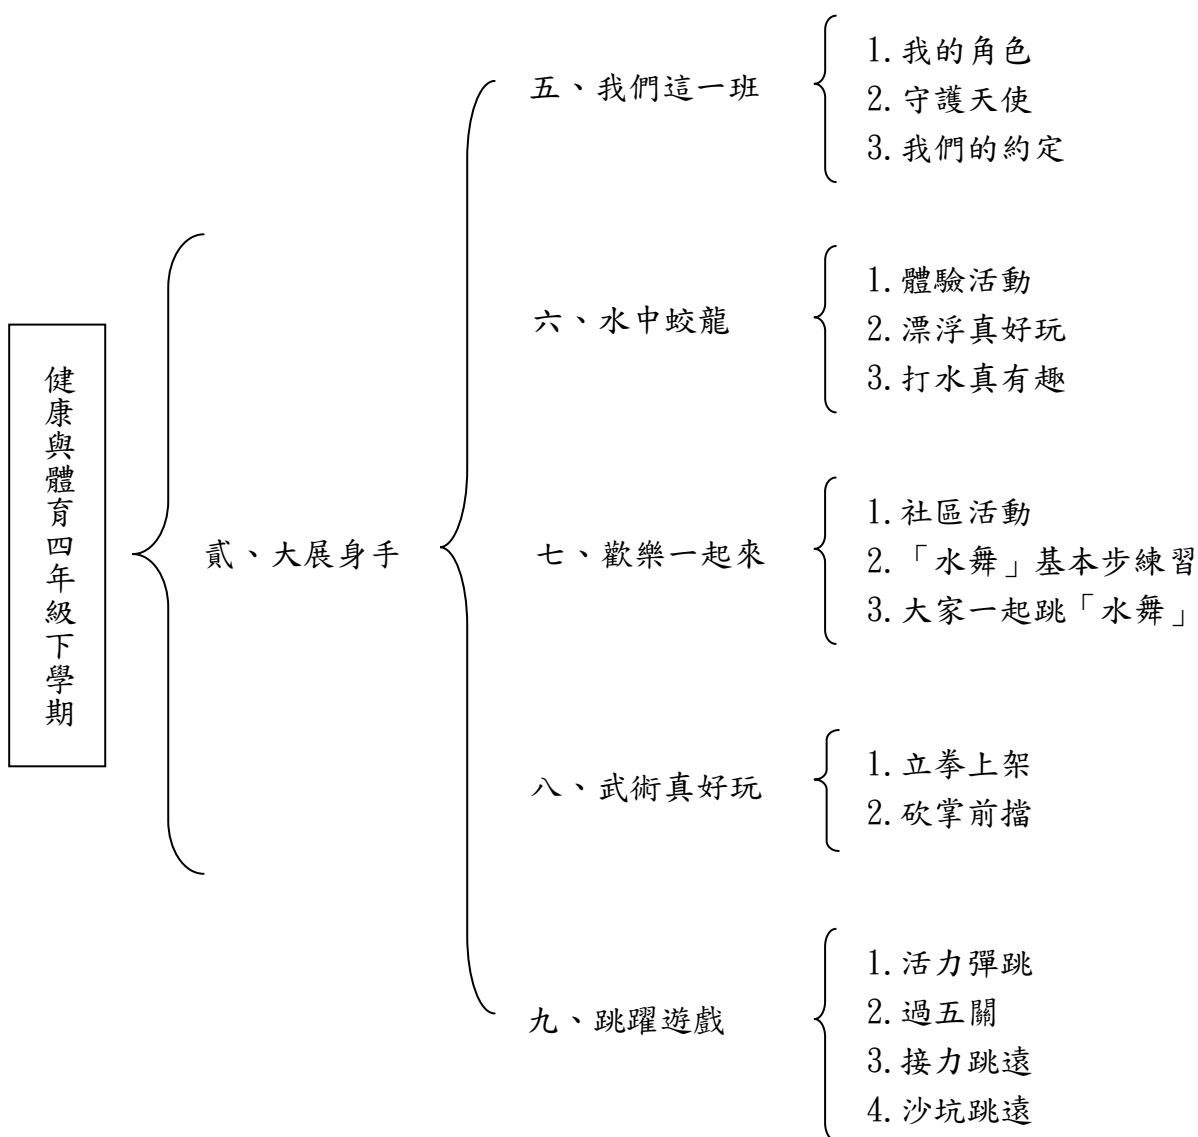 健康與體育四年級下學期
貳、大展身手
五、我們這一班
1.我的角色
2.守護天使
3.我們的約定
六、水中蛟龍
1.體驗活動
2.漂浮真好玩
3.打水真有趣
七、歡樂一起來
1.社區活動
2.「水舞」基本步練習
3.大家一起跳「水舞」
八、武術真好玩
1.立拳上架
2.砍掌前擋
九、跳躍遊戲
1.活力彈跳
2.過五關
3.接力跳遠
4.沙坑跳遠